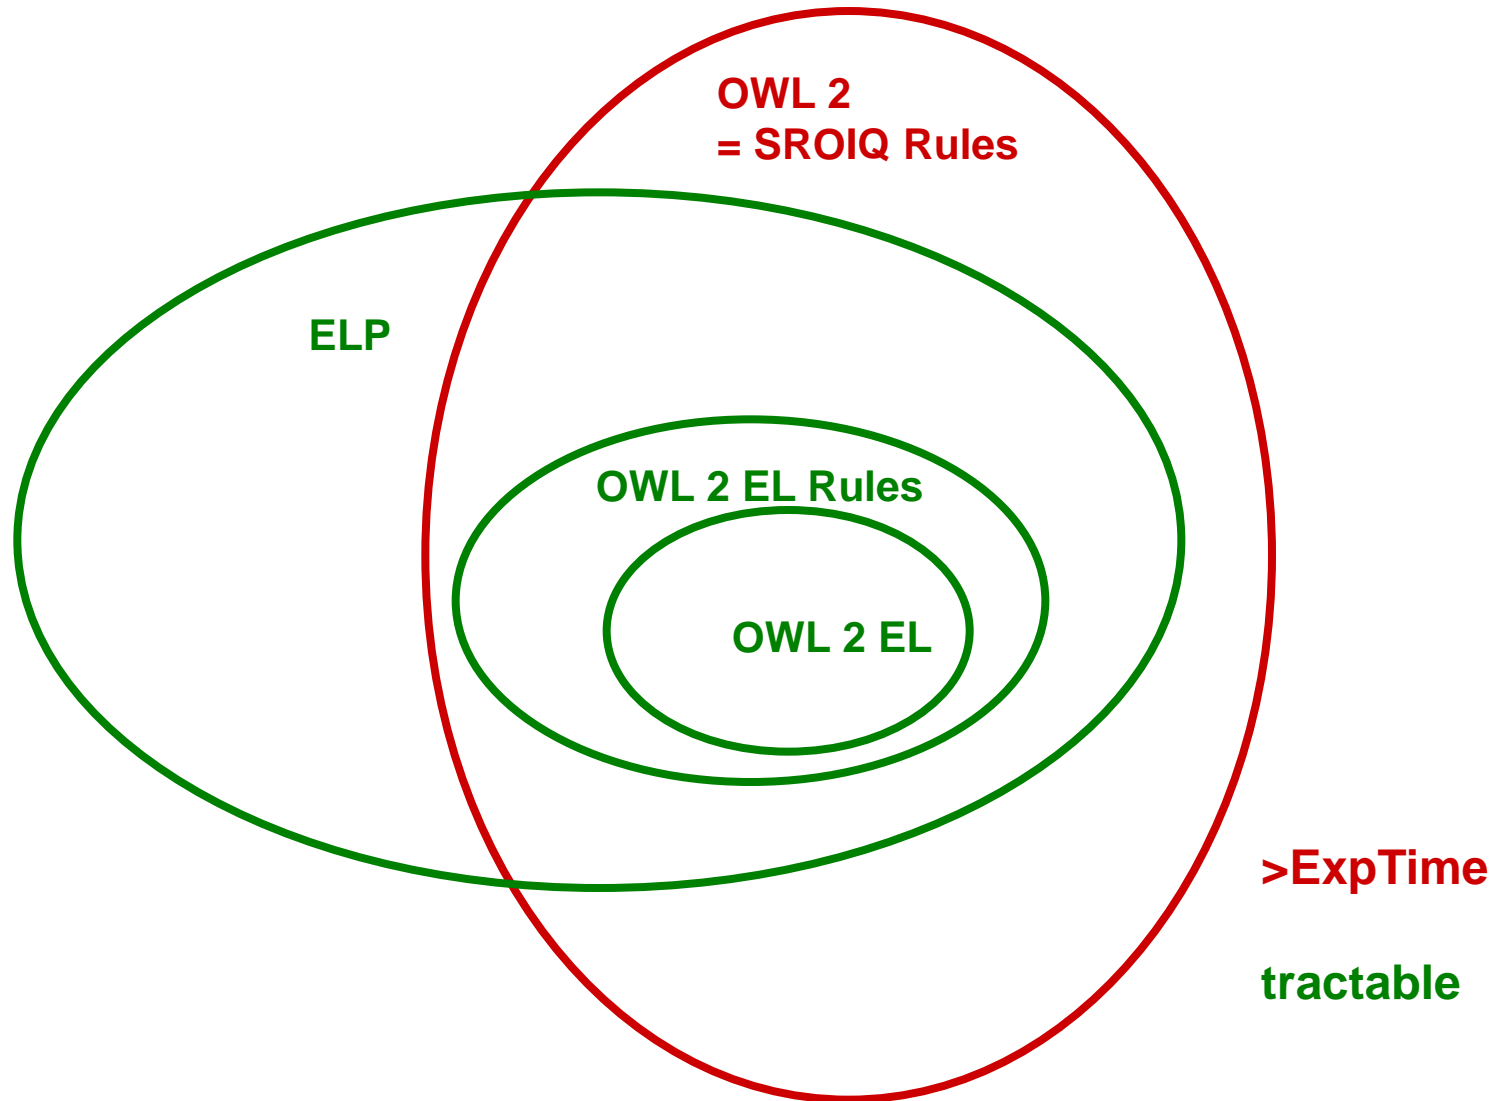 OWL 2
= SROIQ Rules
ELP
OWL 2 EL Rules
OWL 2 EL
>ExpTime
tractable